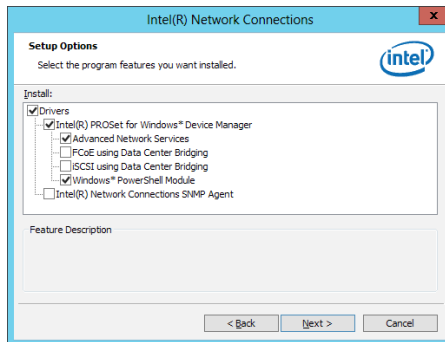 Intel(R) Network Connections
x
Setup Options
Select the program features you want installed.
intel
Install:
Drivers
Intel(R) PROSet for Windows* Device Manager
Advanced Network Services
FCoE using Data Center Bridging
iSCSI using Data Center Bridging
Windows* PowerShell Module
Intel(R) Network Connections SNMP Agent
Feature Description
< Back
Next >
Cancel